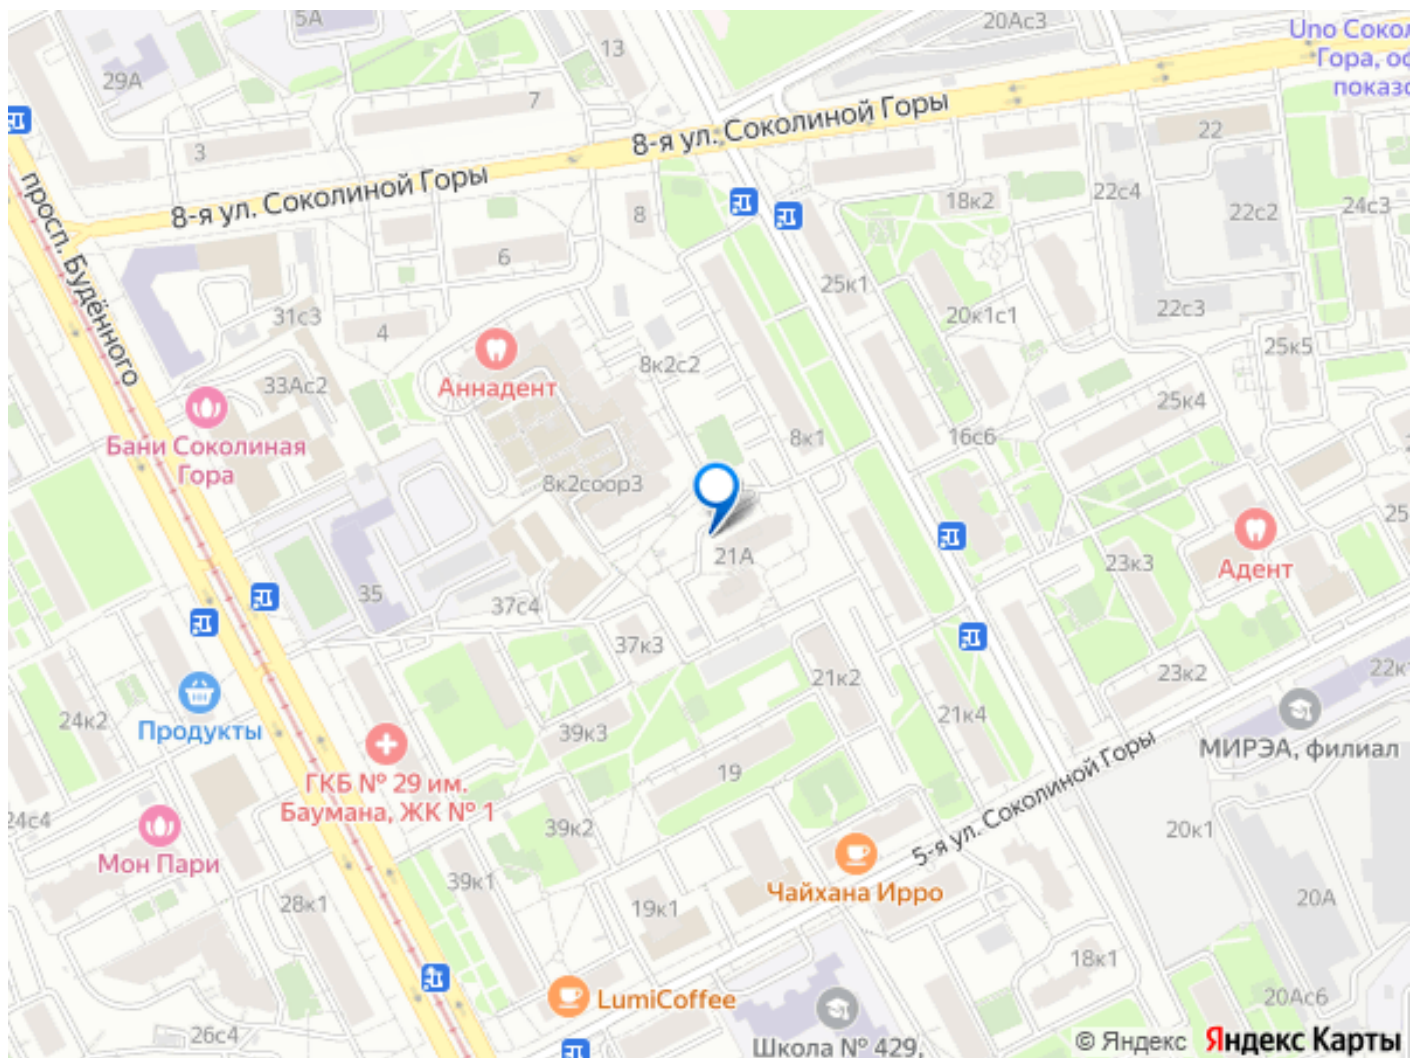 5А
20Ас3
Uno Сокол
Гора, оф
показо
13
29А
7
22
8-я ул. Соколиной Горы
3
8-я ул. Соколиной Горы
22с4
18к2
24с3
22с2
8
просп. Будённого
6
25к1
31с3
22с3
20к1с1
4
25к5
8к2с2
Аннадент
33Ас2
25к4
Бани Соколиная
Гора
8к1
16с6
8к2соор3
25
21А
23к3
Адент
35
37с4
37к3
22к
23к2
21к2
24к2
21к4
Продукты
39к3
МИРЭА, филиал
19
ГКБ № 29 им.
Баумана, ЖК № 1
5-я ул. Соколиной Горы
24с4
39к2
20к1
Мон Пари
39к1
Чайхана Ирро
20А
28к1
19к1
18к1
LumiCoffee
20Ас6
26с4
Школа № 429,
© Яндекс Яндекс Карты